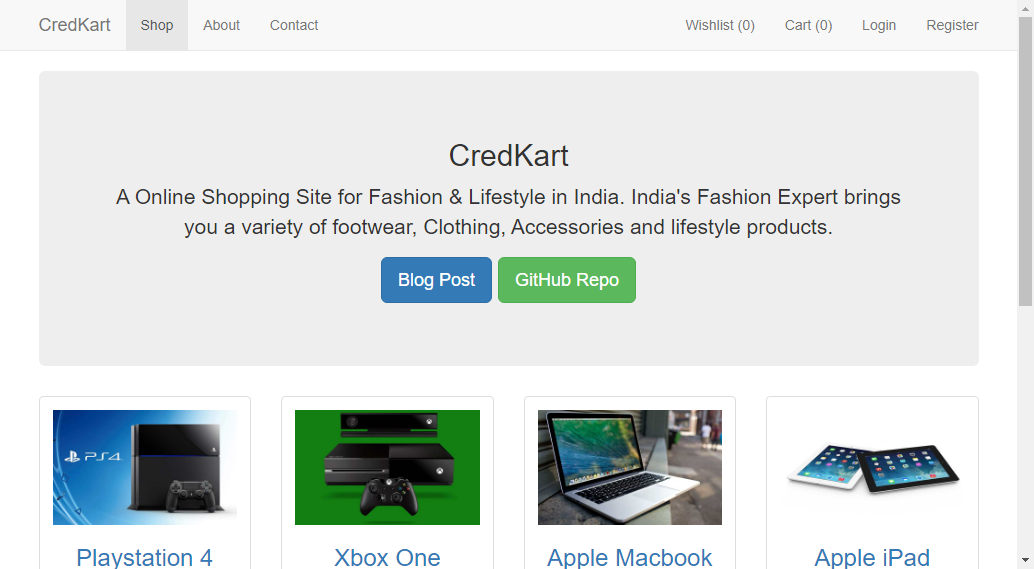 CredKart Shop About Contact Wishlist (0) Cart (0) Login Register
CredKart
A Online Shopping Site for Fashion & Lifestyle in India. India's Fashion Expert brings
you a variety of footwear, Clothing, Accessories and lifestyle products.
Blog Post GitHub Repo
PS4
Playstation 4 Xbox One Apple Macbook Apple iPad